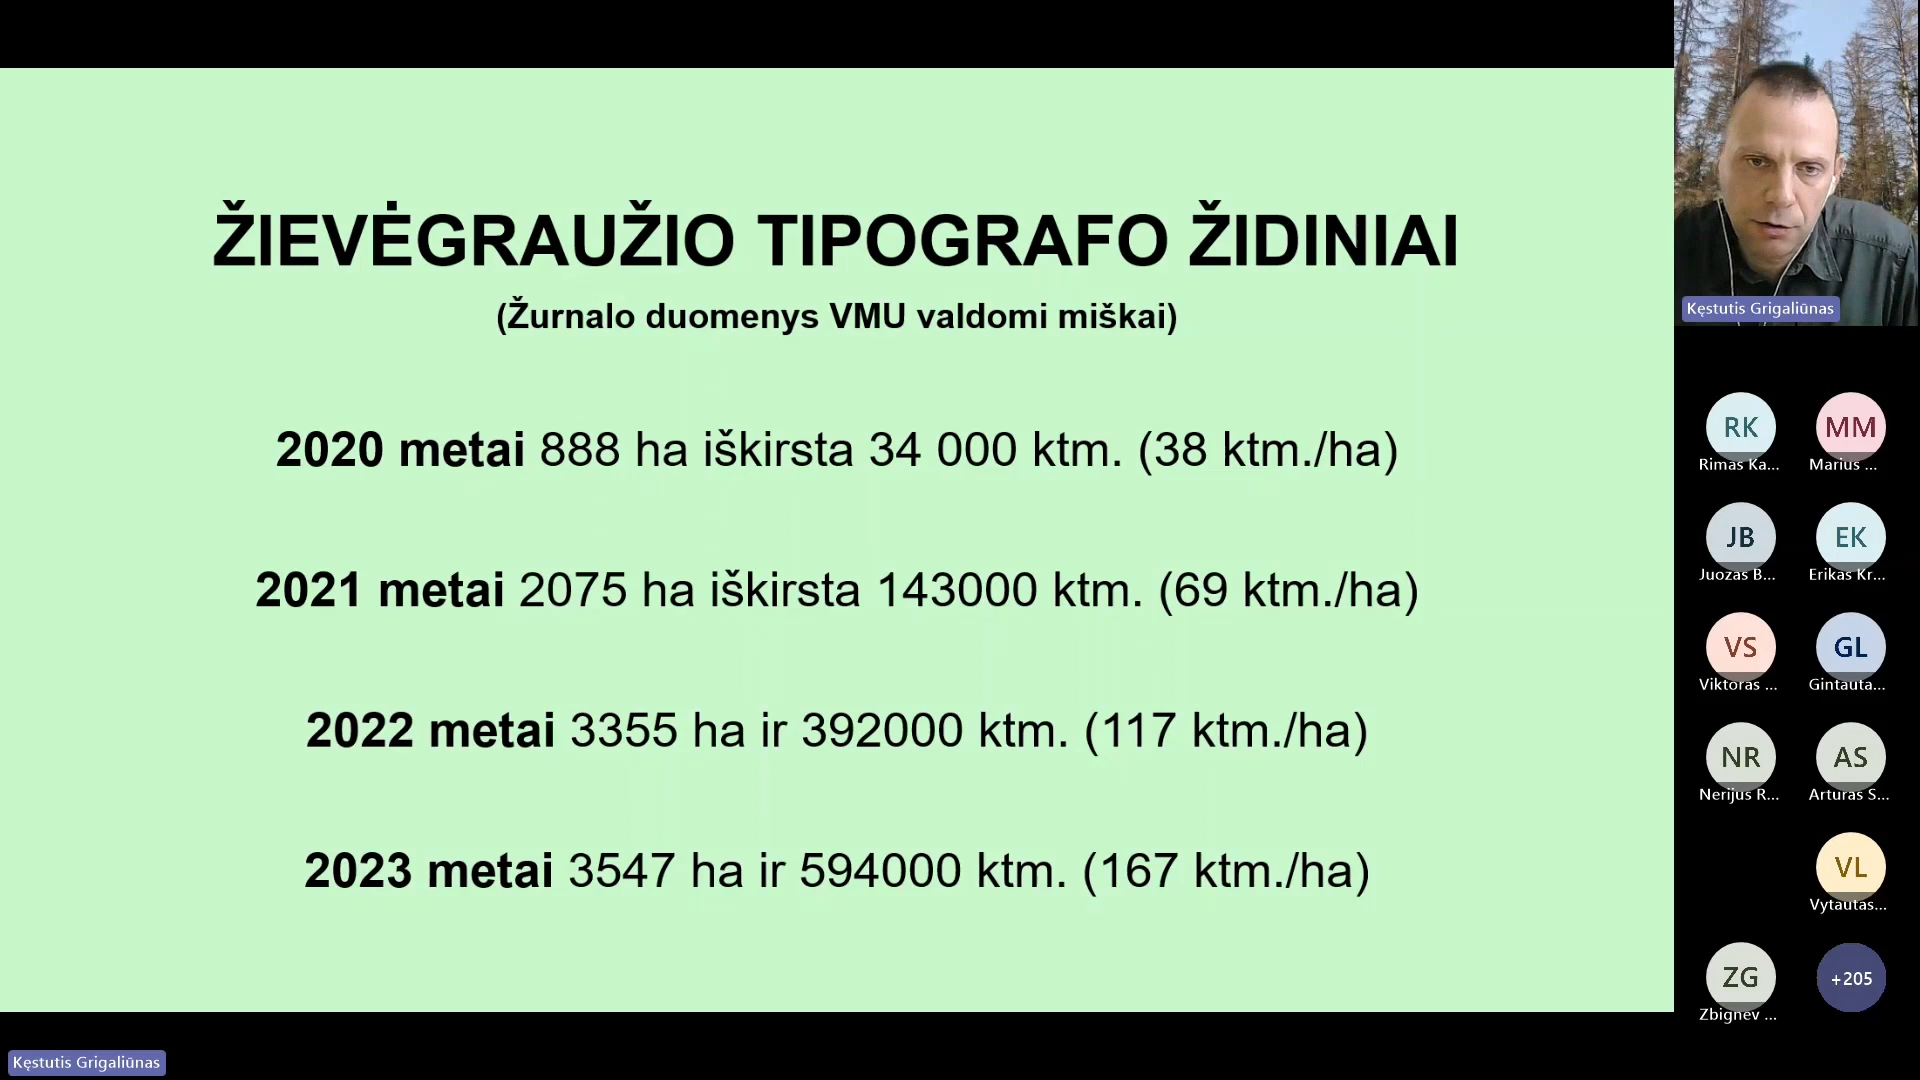 ŽIEVĖGRAUŽIO TIPOGRAFO ŽIDINIAI
(Žurnalo duomenys VMU valdomi miškai)
2020 metai 888 ha iškirsta 34 000 ktm. (38 ktm./ha)
2021 metai 2075 ha iškirsta 143000 ktm. (69 ktm./ha)
2022 metai 3355 ha ir 392000 ktm. (117 ktm./ha)
2023 metai 3547 ha ir 594000 ktm. (167 ktm./ha)
Kęstutis Grigaliūnas
Kęstutis Grigaliūnas
RK
MM
Rimas Ka...
Marius ...
JB
EK
Juozas B...
Erikas Kr...
VS
GL
Viktoras ...
Gintauta...
NR
AS
Nerijus R...
Arturas S...
VL
Vytautas...
ZG
+205
Zbignev ...